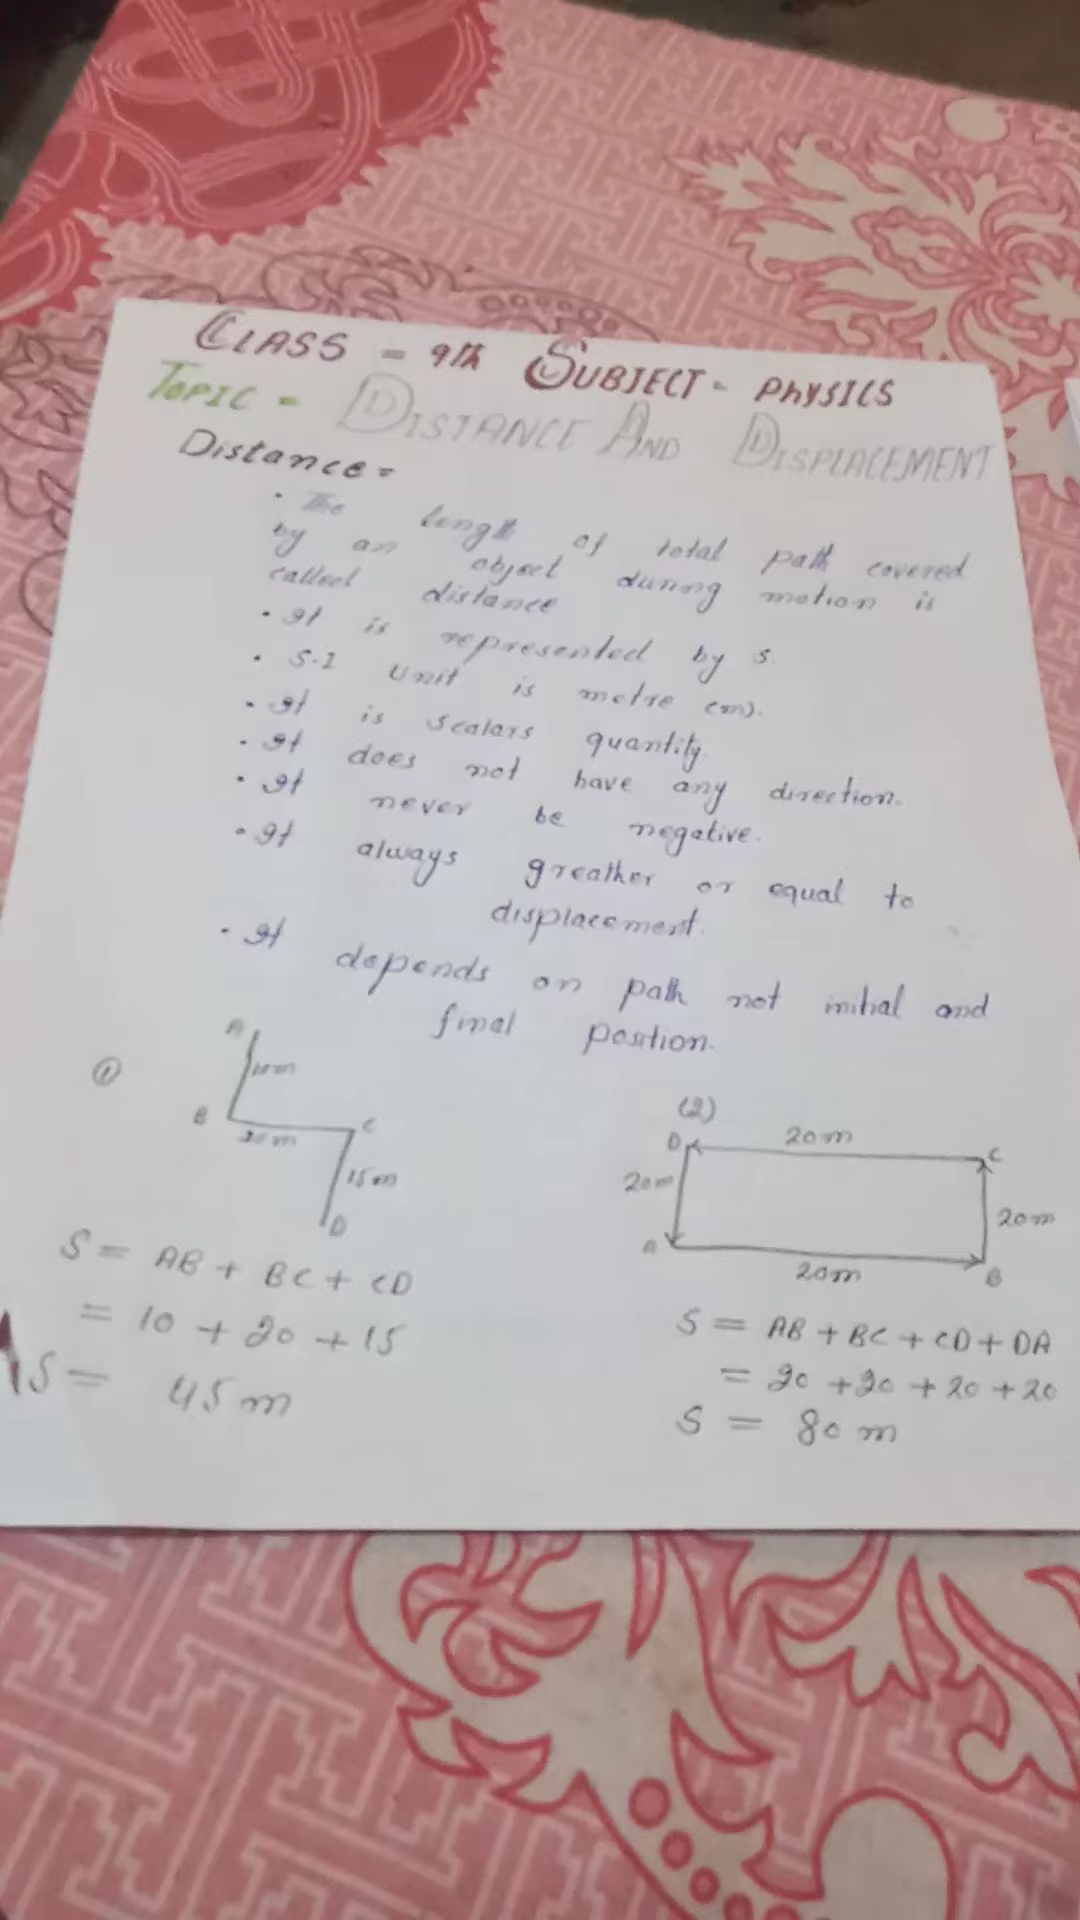 CLASS = 9th SUBJECT - PHYSICS
TOPIC = DISTANCE AND DISPLACEMENT
Distance =
• The length of total path covered
by an object during motion is
called distance
• It is represented by s.
• S.I Unit is metre (m).
• It is scalars quantity.
• It does not have any direction.
• It never be negative.
• It always greather or equal to
displacement.
• It depends on path not initial and
final position.
①
A
10m
B
20m
C
15m
D
S = AB + BC + CD
= 10 + 20 + 15
S = 45m
(2)
D
20m
C
20m
20m
A
20m
B
S = AB + BC + CD + DA
= 20 + 20 + 20 + 20
S = 80 m